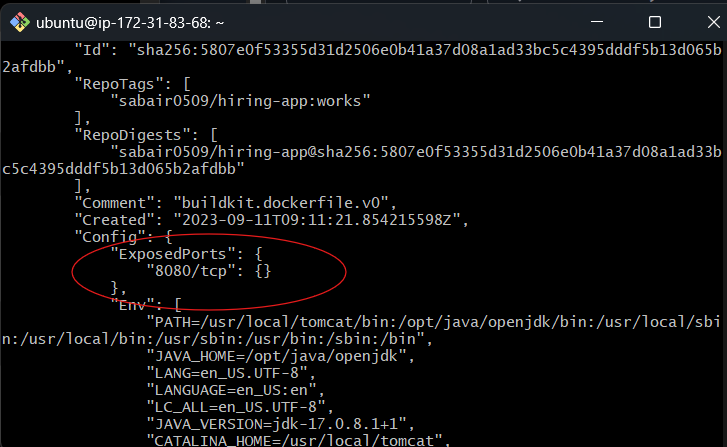 ubuntu@ip-172-31-83-68: ~
"Id": "sha256:5807e0f53355d31d2506e0b41a37d08a1ad33bc5c4395dddf5b13d065b
2afdbb",
"RepoTags": [
"sabair0509/hiring-app:works"
],
"RepoDigests": [
"sabair0509/hiring-app@sha256:5807e0f53355d31d2506e0b41a37d08a1ad33b
c5c4395dddf5b13d065b2afdbb"
],
"Comment": "buildkit.dockerfile.v0",
"Created": "2023-09-11T09:11:21.854215598Z",
"Config": {
"ExposedPorts": {
"8080/tcp": {}
},
"Env": [
"PATH=/usr/local/tomcat/bin:/opt/java/openjdk/bin:/usr/local/sbi
n:/usr/local/bin:/usr/sbin:/usr/bin:/sbin:/bin",
"JAVA_HOME=/opt/java/openjdk",
"LANG=en_US.UTF-8",
"LANGUAGE=en_US:en",
"LC_ALL=en_US.UTF-8",
"JAVA_VERSION=jdk-17.0.8.1+1",
"CATALINA_HOME=/usr/local/tomcat",